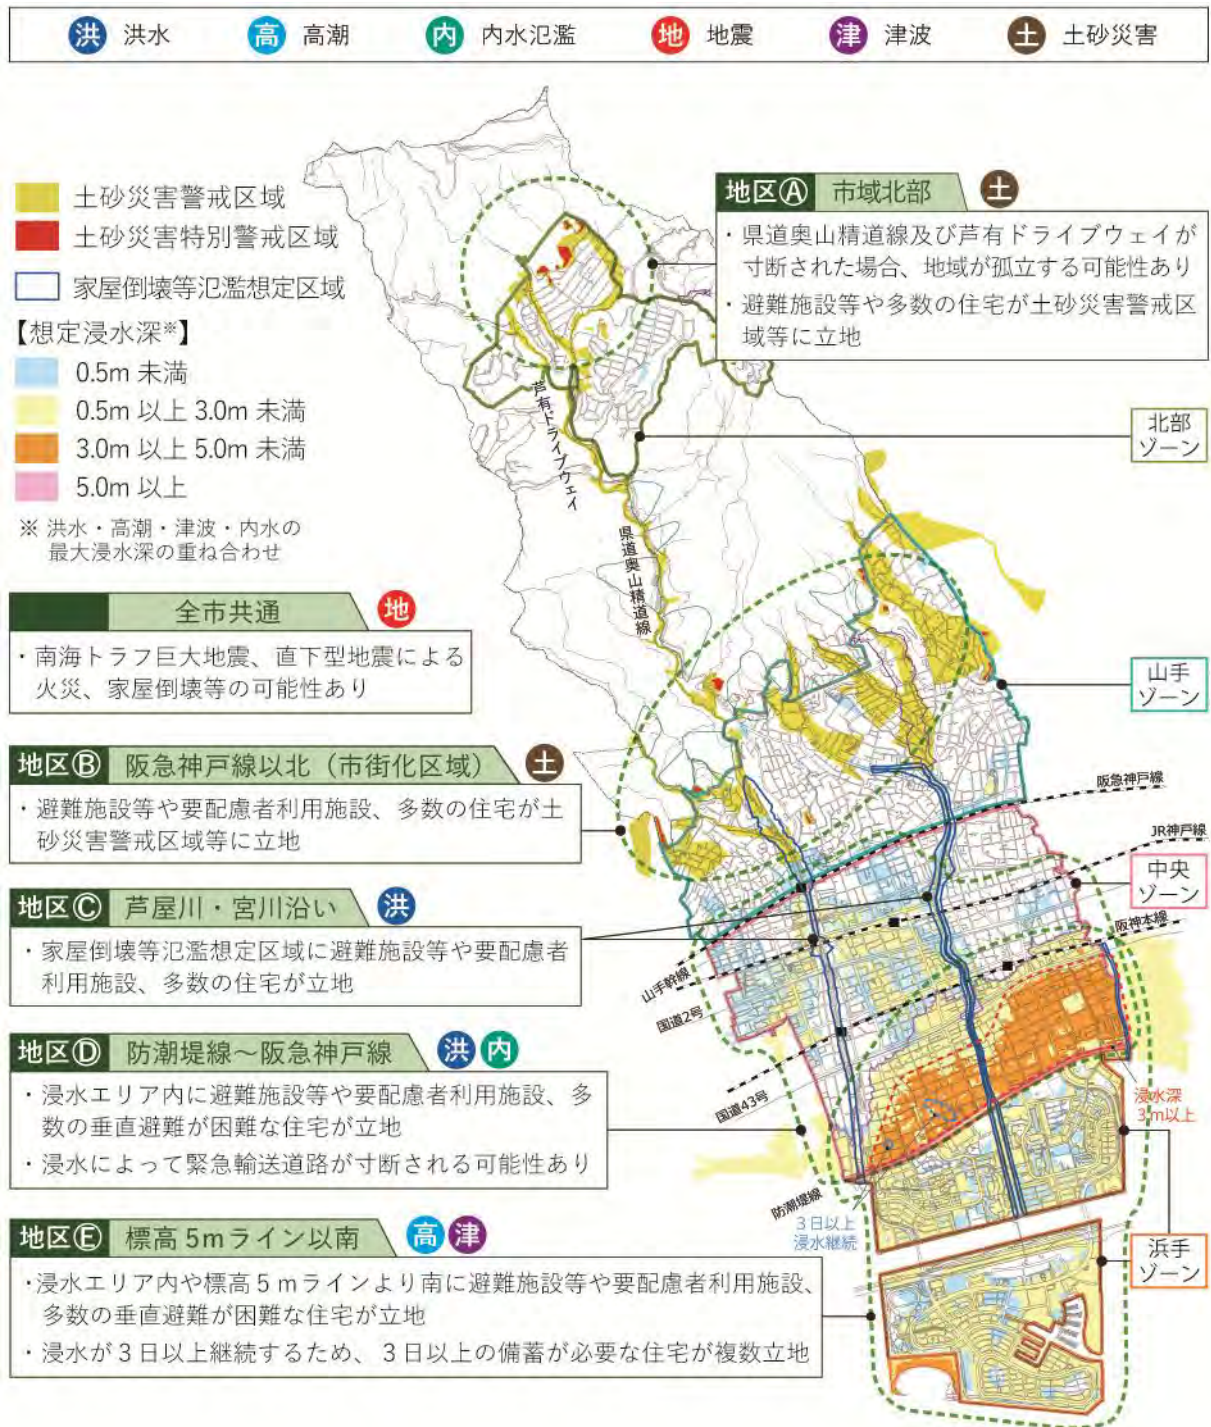 洪 洪水 高 高潮 内 内水氾濫 地 地震 津 津波 土 土砂災害
土砂災害警戒区域
土砂災害特別警戒区域
家屋倒壊等氾濫想定区域
【想定浸水深※】
0.5m 未満
0.5m 以上 3.0m 未満
3.0m 以上 5.0m 未満
5.0m 以上
※ 洪水・高潮・津波・内水の
最大浸水深の重ね合わせ
地区Ⓐ 市域北部 土
・県道奥山精道線及び芦有ドライブウェイが
寸断された場合、地域が孤立する可能性あり
・避難施設等や多数の住宅が土砂災害警戒区
域等に立地
芦有ドライブウェイ
県道奥山精道線
北部
ゾーン
全市共通 地
・南海トラフ巨大地震、直下型地震による
火災、家屋倒壊等の可能性あり
山手
ゾーン
地区Ⓑ 阪急神戸線以北（市街化区域） 土
・避難施設等や要配慮者利用施設、多数の住宅が土
砂災害警戒区域等に立地
阪急神戸線
JR神戸線
中央
ゾーン
阪神本線
地区Ⓒ 芦屋川・宮川沿い 洪
・家屋倒壊等氾濫想定区域に避難施設等や要配慮者
利用施設、多数の住宅が立地
山手幹線
国道2号
国道43号
地区Ⓓ 防潮堤線～阪急神戸線 洪 内
・浸水エリア内に避難施設等や要配慮者利用施設、多
数の垂直避難が困難な住宅が立地
・浸水によって緊急輸送道路が寸断される可能性あり
浸水深
3m以上
防潮堤線
3日以上
浸水継続
浜手
ゾーン
地区Ⓔ 標高 5mライン以南 高 津
・浸水エリア内や標高５ｍラインより南に避難施設等や要配慮者利用施設、
多数の垂直避難が困難な住宅が立地
・浸水が３日以上継続するため、３日以上の備蓄が必要な住宅が複数立地